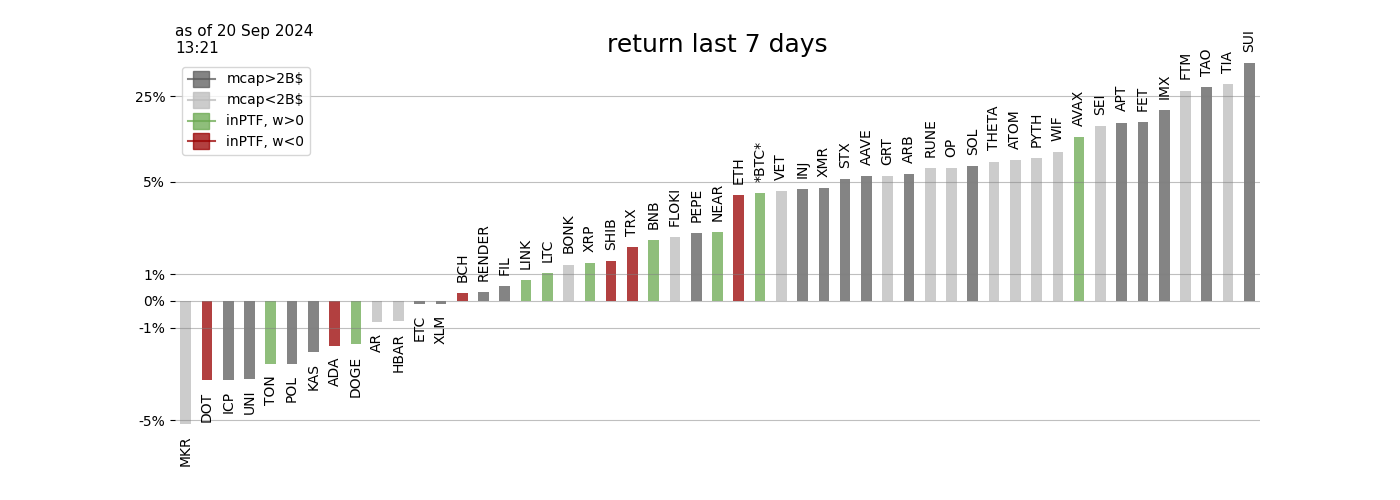 as of 20 Sep 2024
13:21
return last 7 days
mcap>2B$
mcap<2B$
inPTF, w>0
inPTF, w<0
25%
5%
1%
0%
-1%
-5%
MKR
DOT
ICP
UNI
TON
POL
KAS
ADA
DOGE
AR
HBAR
ETC
XLM
BCH
RENDER
FIL
LINK
LTC
BONK
XRP
SHIB
TRX
BNB
FLOKI
PEPE
NEAR
ETH
*BTC*
VET
INJ
XMR
STX
AAVE
GRT
ARB
RUNE
OP
SOL
THETA
ATOM
PYTH
WIF
AVAX
SEI
APT
FET
IMX
FTM
TAO
TIA
SUI